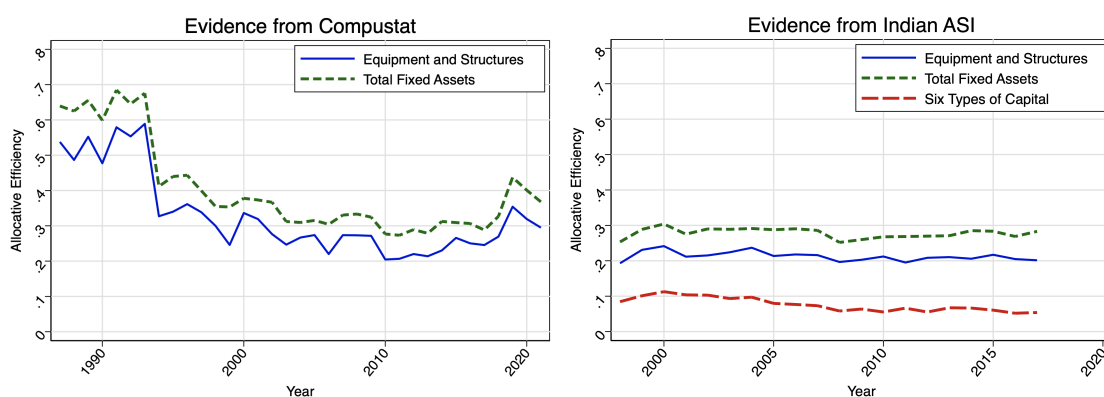 Evidence from Compustat
Equipment and Structures
Total Fixed Assets
Allocative Efficiency
.8
.7
.6
.5
.4
.3
.2
.1
0
1990
2000
2010
2020
Year
Evidence from Indian ASI
Equipment and Structures
Total Fixed Assets
Six Types of Capital
Allocative Efficiency
.8
.7
.6
.5
.4
.3
.2
.1
0
2000
2005
2010
2015
2020
Year